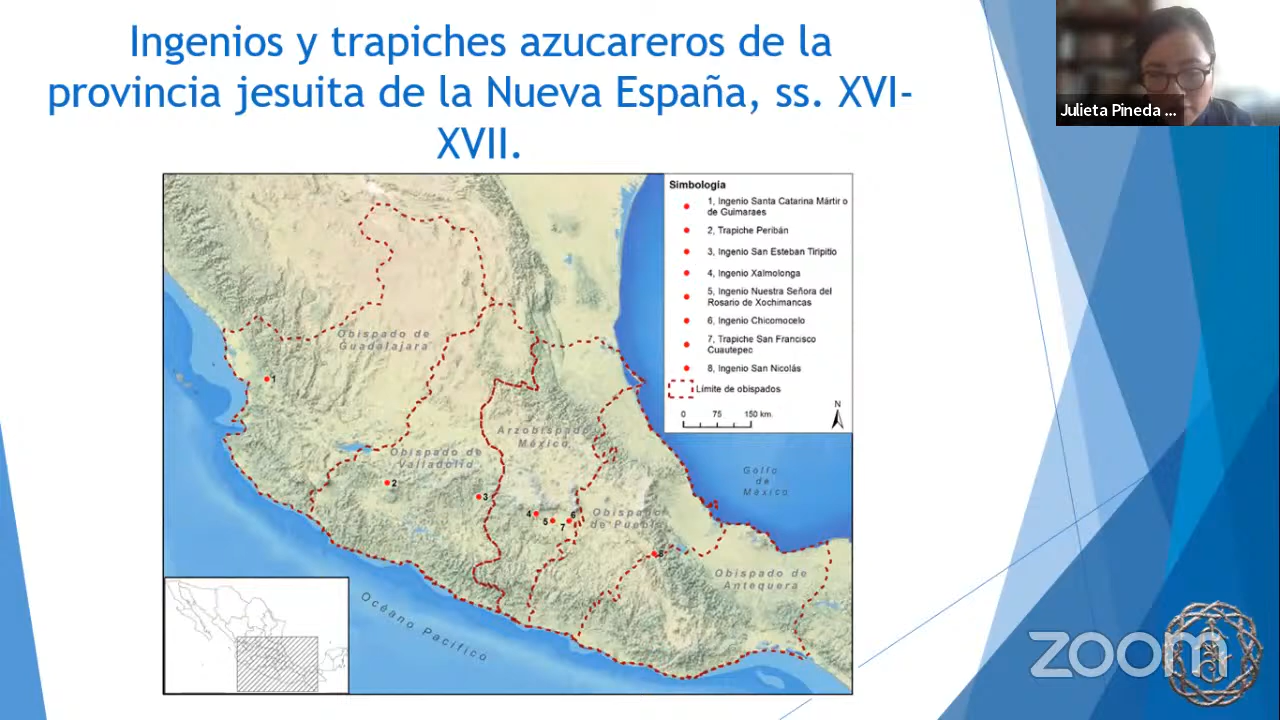 Ingenios y trapiches azucareros de la
provincia jesuita de la Nueva España, ss. XVI-
XVII.
Julieta Pineda ...
Simbología
1, Ingenio Santa Catarina Mártir o
de Guimaraes
2, Trapiche Peribán
3, Ingenio San Esteban Tiripitio
4, Ingenio Xalmolonga
5, Ingenio Nuestra Señora del
Rosario de Xochimancas
6, Ingenio Chicomocelo
7, Trapiche San Francisco
Cuautepec
8, Ingenio San Nicolás
Límite de obispados
0 75 150 km.
N
Obispado de
Guadalajara
1
Arzobispado
México
Obispado de
Valladolid
2
3
4
5
6
7
8
Obispado
de Puebla
Golfo
de
México
Obispado de
Antequera
Océano Pacífico
zoom